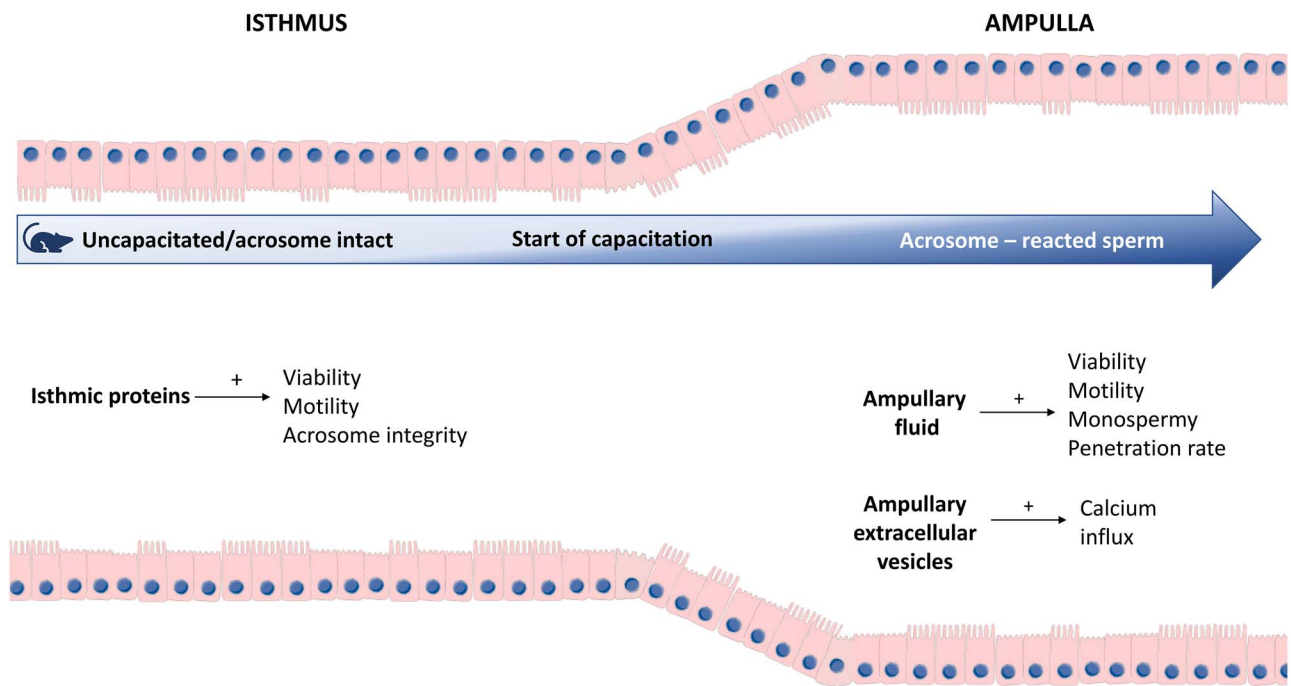 ISTHMUS
AMPULLA
Uncapacitated/acrosome intact
Start of capacitation
Acrosome – reacted sperm
Isthmic proteins
+
Viability
Motility
Acrosome integrity
Ampullary
fluid
+
Viability
Motility
Monospermy
Penetration rate
Ampullary
extracellular
vesicles
+
Calcium
influx